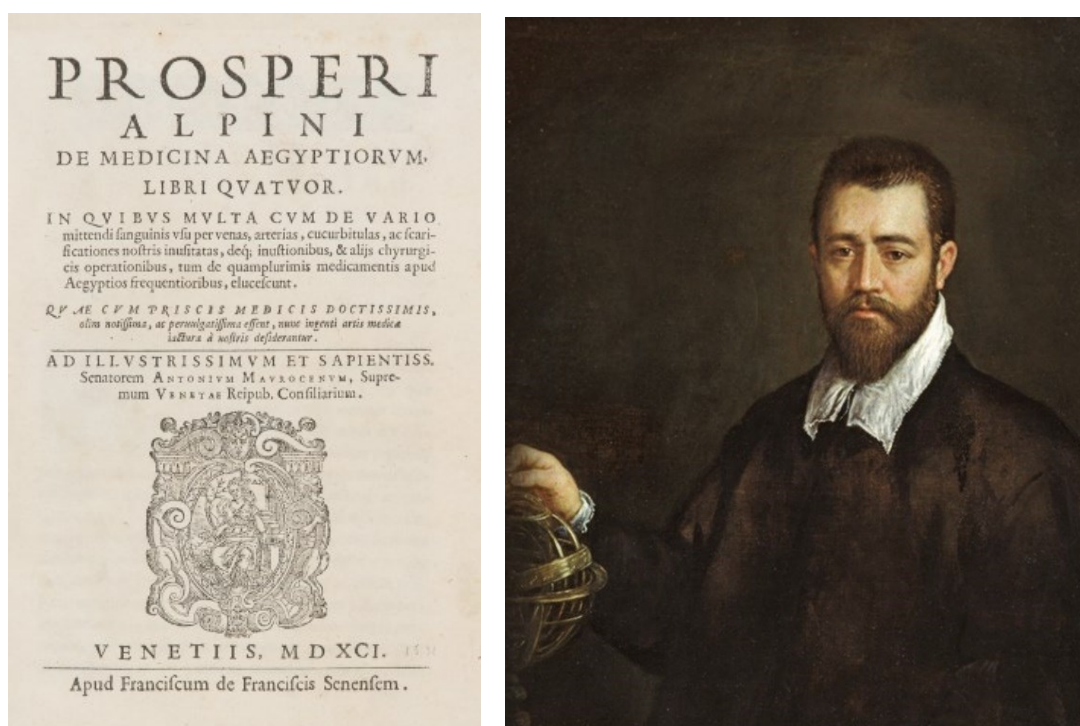 PROSPERI
ALPINI
DE MEDICINA AEGYPTIORVM,
LIBRI QVATVOR.
IN QVIBVS MVLTA CVM DE VARIO
mittendi ſanguinis vſu per venas, arterias, cucurbitulas, ac ſcari-
ficationes noſtris inuſitatas, deq; inuſtionibus, & alijs chyrurgi-
cis operationibus, tum de quamplurimis medicamentis apud
Aegyptios frequentioribus, eluceſcunt.
QVAE CVM PRISCIS MEDICIS DOCTISSIMIS,
olim notiſſima, ac peruulgatiſſima eſſent, nunc ingenti artis medicæ
iactura à noſtris deſiderantur.
AD ILLVSTRISSIMVM ET SAPIENTISS.
Senatorem ANTONIVM MAVROCENVM, Supre-
mum VENETAE Reipub. Conſiliarium.
VENETIIS, MDXCI.
Apud Franciſcum de Franciſcis Senenſem.